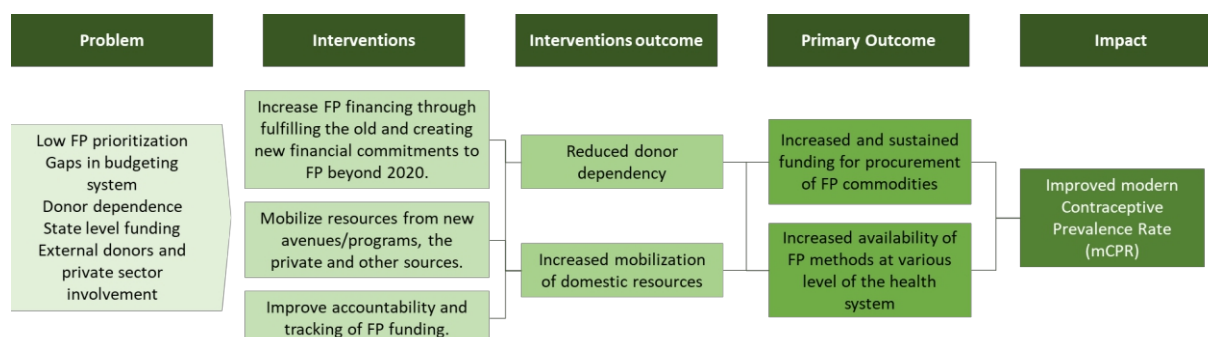 Problem
Interventions
Interventions outcome
Primary Outcome
Impact
Low FP prioritization
Gaps in budgeting
system
Donor dependence
State level funding
External donors and
private sector
involvement
Increase FP financing through
fulfilling the old and creating
new financial commitments to
FP beyond 2020.
Mobilize resources from new
avenues/programs, the
private and other sources.
Improve accountability and
tracking of FP funding.
Reduced donor
dependency
Increased mobilization
of domestic resources
Increased and sustained
funding for procurement
of FP commodities
Increased availability of
FP methods at various
level of the health
system
Improved modern
Contraceptive
Prevalence Rate
(mCPR)